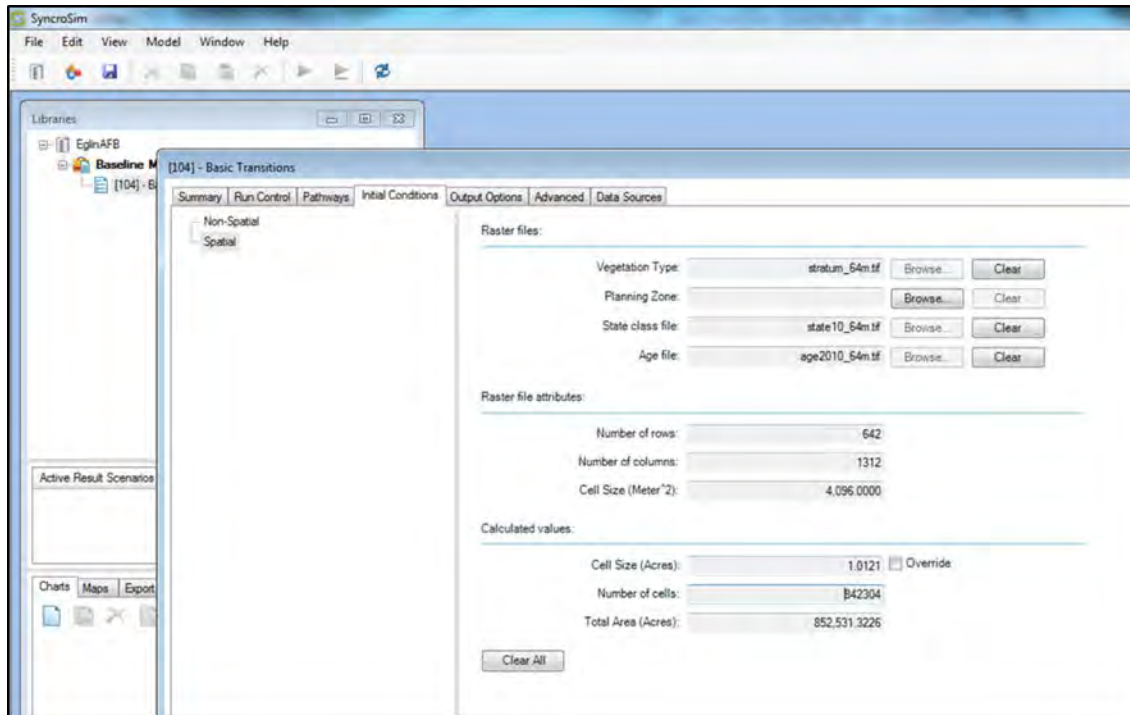 SyncroSim
File Edit View Model Window Help
Libraries
EglinAFB
Baseline M
[104] - B
[104] - Basic Transitions
Summary Run Control Pathways Initial Conditions Output Options Advanced Data Sources
Non-Spatial
Spatial
Raster files:
Vegetation Type: stratum_64m.tif Browse... Clear
Planning Zone: Browse... Clear
State class file: state10_64m.tif Browse... Clear
Age file: age2010_64m.tif Browse... Clear
Raster file attributes:
Number of rows: 642
Number of columns: 1312
Cell Size (Meter^2): 4,096.0000
Calculated values:
Cell Size (Acres): 1.0121 Override
Number of cells: 842304
Total Area (Acres): 852,531.3226
Clear All
Active Result Scenarios
Charts Maps Export